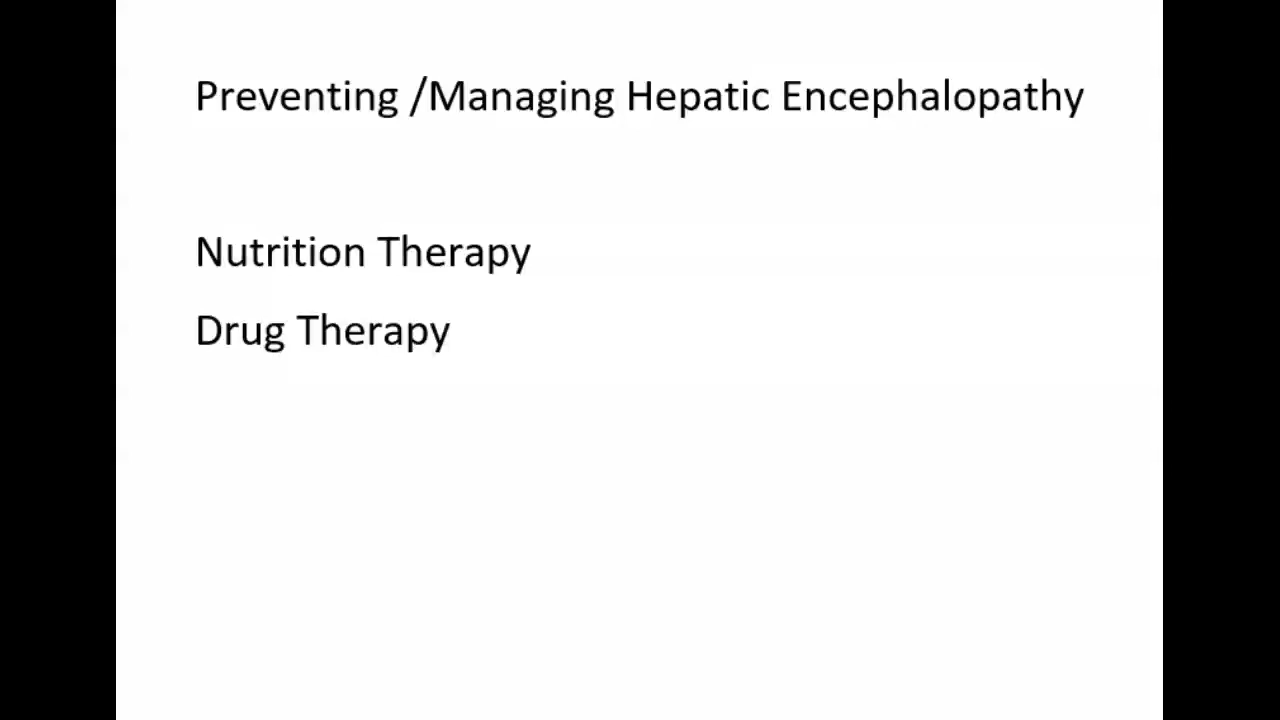 Preventing /Managing Hepatic Encephalopathy
Nutrition Therapy
Drug Therapy